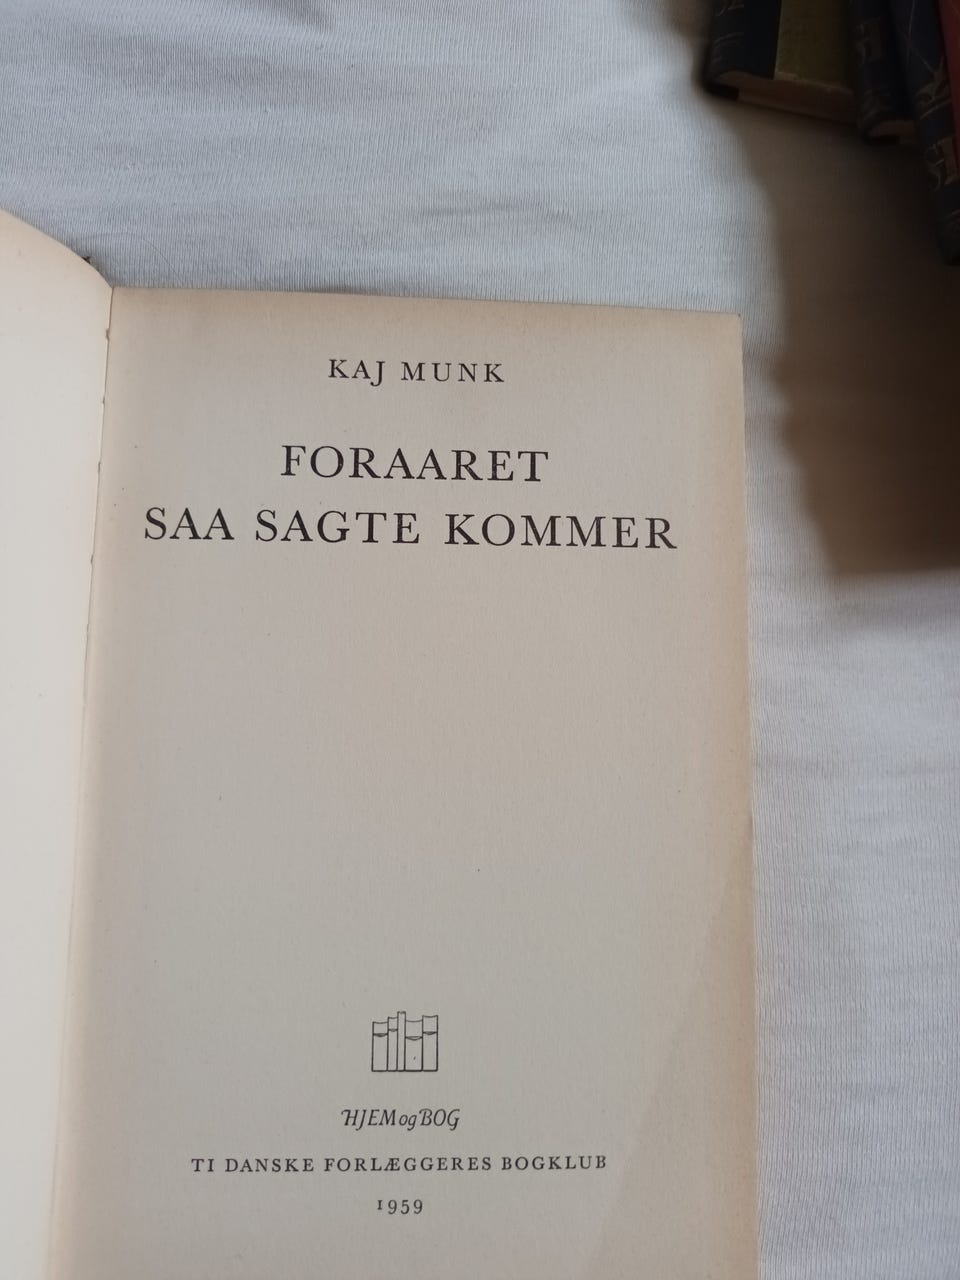 KAJ MUNK
FORAARET
SAA SAGTE KOMMER
HJEM og BOG
TI DANSKE FORLÆGGERES BOGKLUB
1959